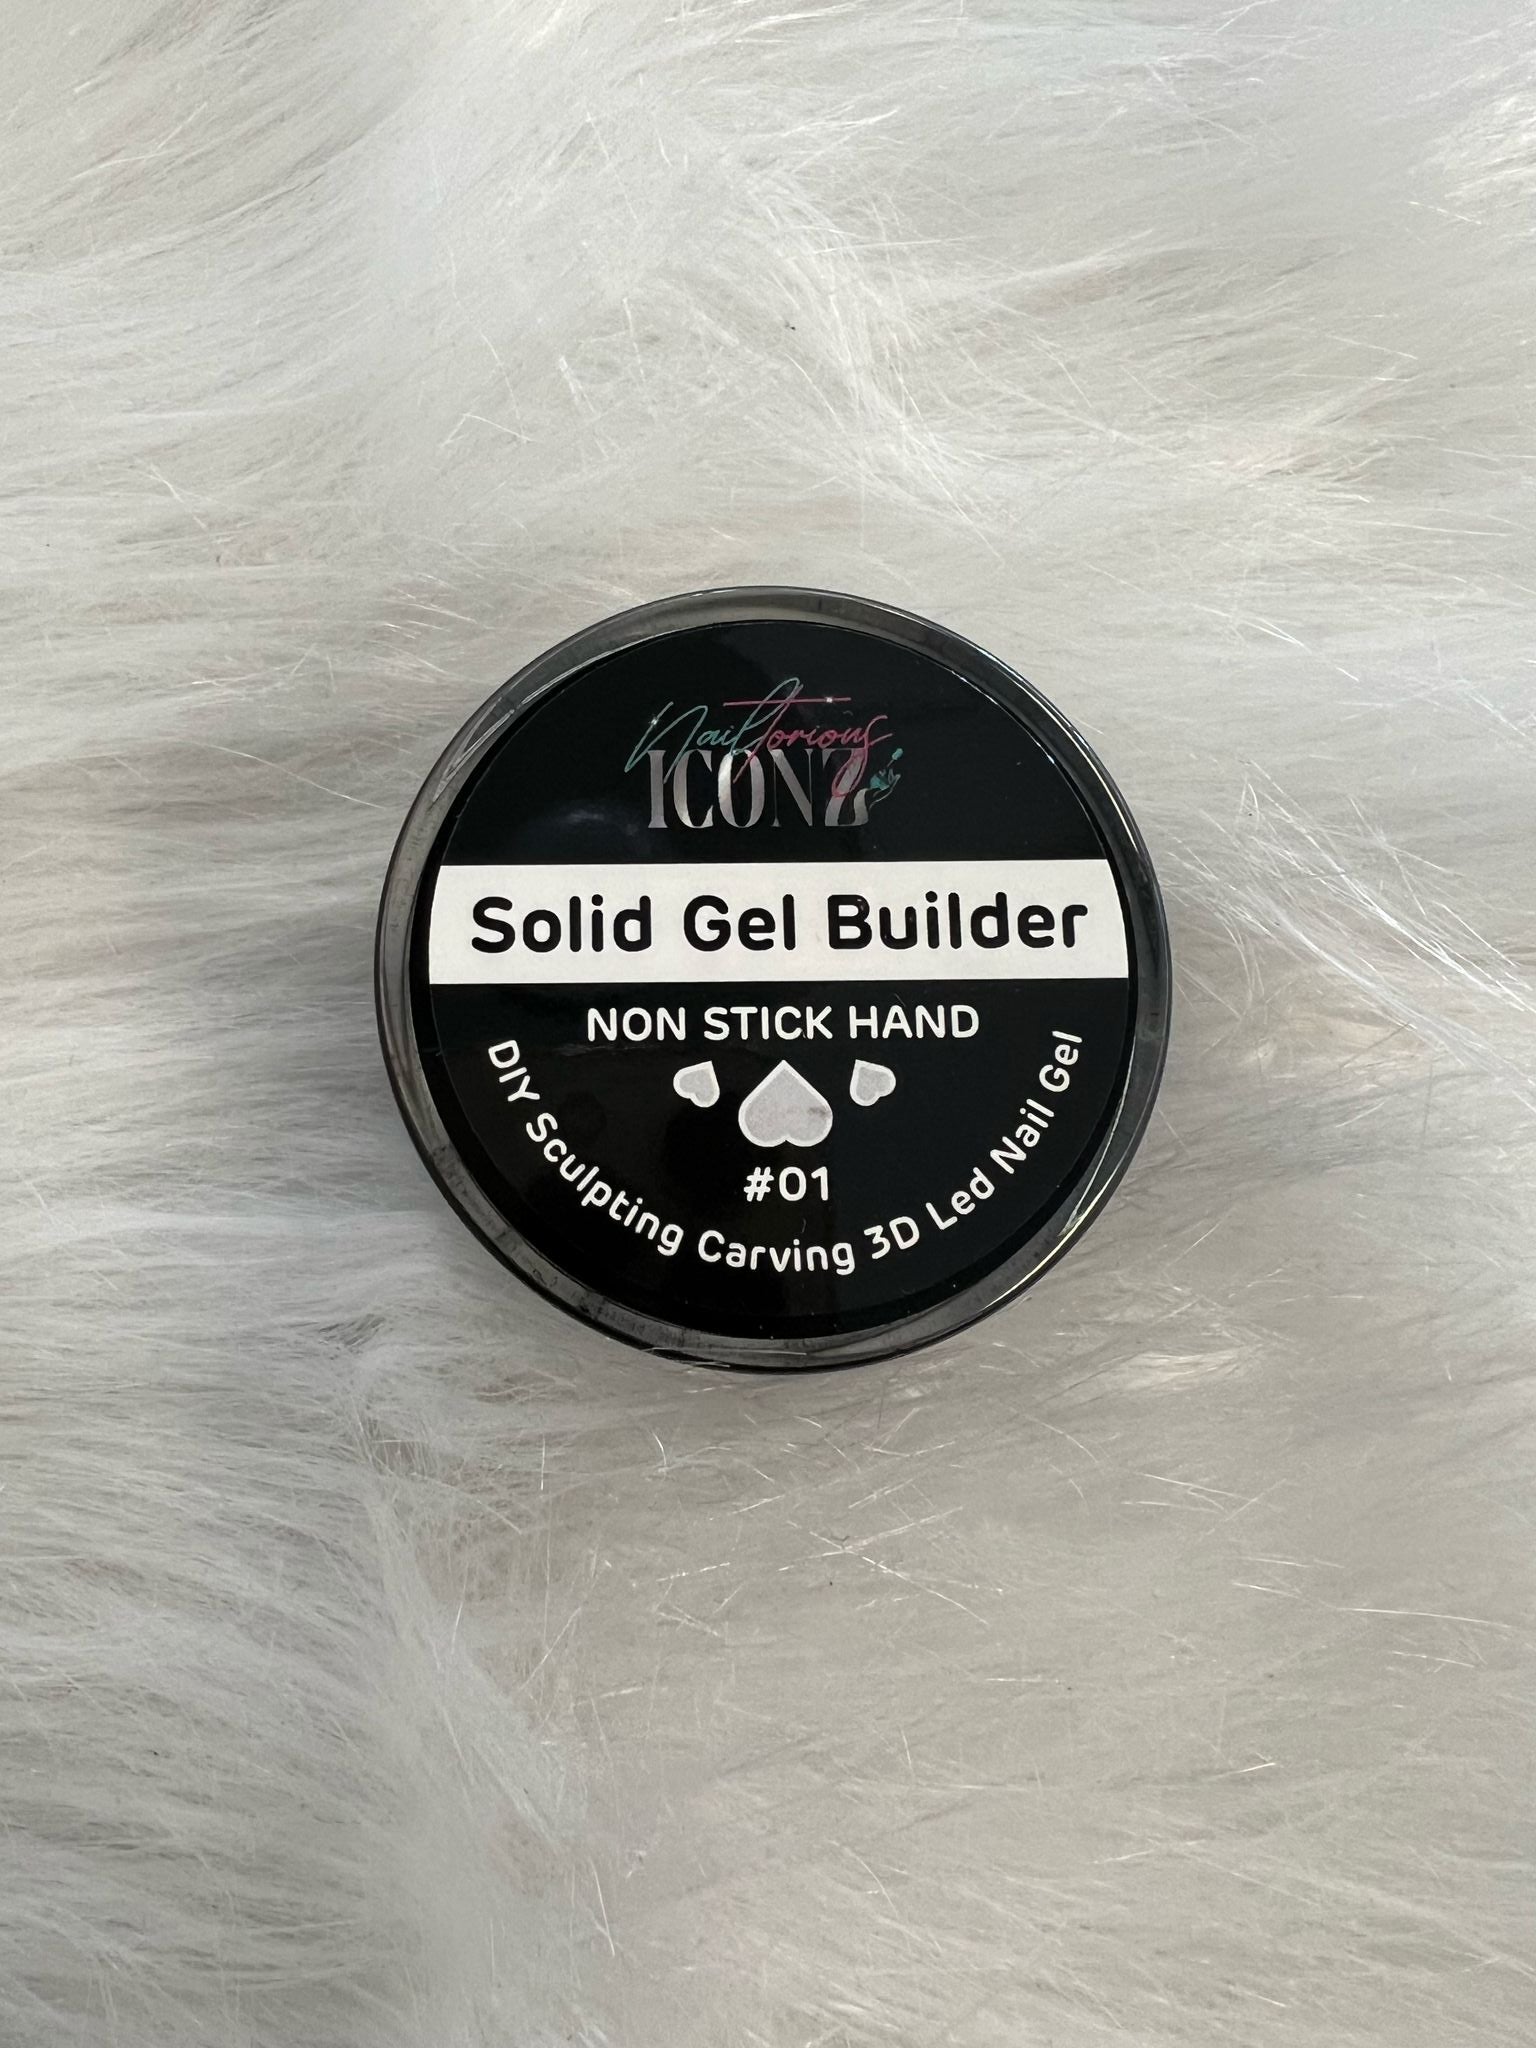 Nailtorious
ICONZ
Solid Gel Builder
NON STICK HAND
#01
DIY Sculpting Carving 3D Led Nail Gel